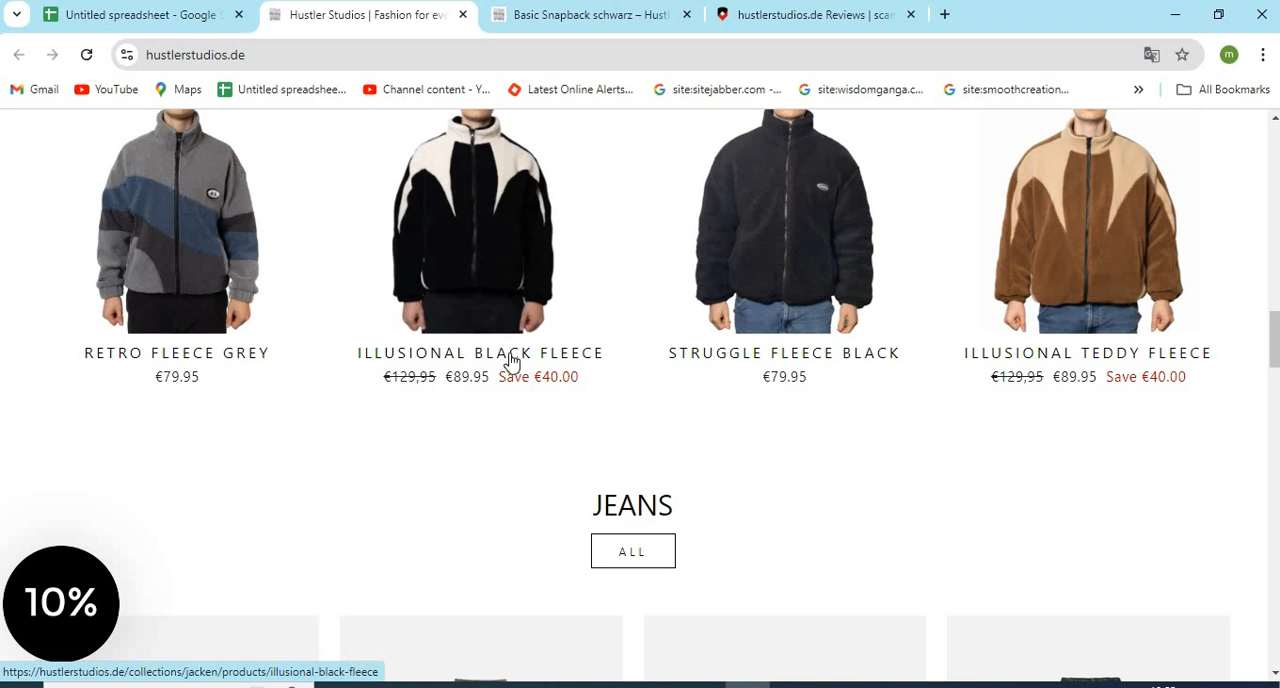 Untitled spreadsheet - Google
Hustler Studios | Fashion for ev
Basic Snapback schwarz – Hust
hustlerstudios.de Reviews | scan
hustlerstudios.de
m
Gmail
YouTube
Maps
Untitled spreadshee...
Channel content - Y...
Latest Online Alerts...
site:sitejabber.com -...
site:wisdomganga.c...
site:smoothcreation...
»
All Bookmarks
RETRO FLEECE GREY
€79.95
ILLUSIONAL BLACK FLEECE
€129,95 €89.95 Save €40.00
STRUGGLE FLEECE BLACK
€79.95
ILLUSIONAL TEDDY FLEECE
€129,95 €89.95 Save €40.00
JEANS
ALL
10%
https://hustlerstudios.de/collections/jacken/products/illusional-black-fleece